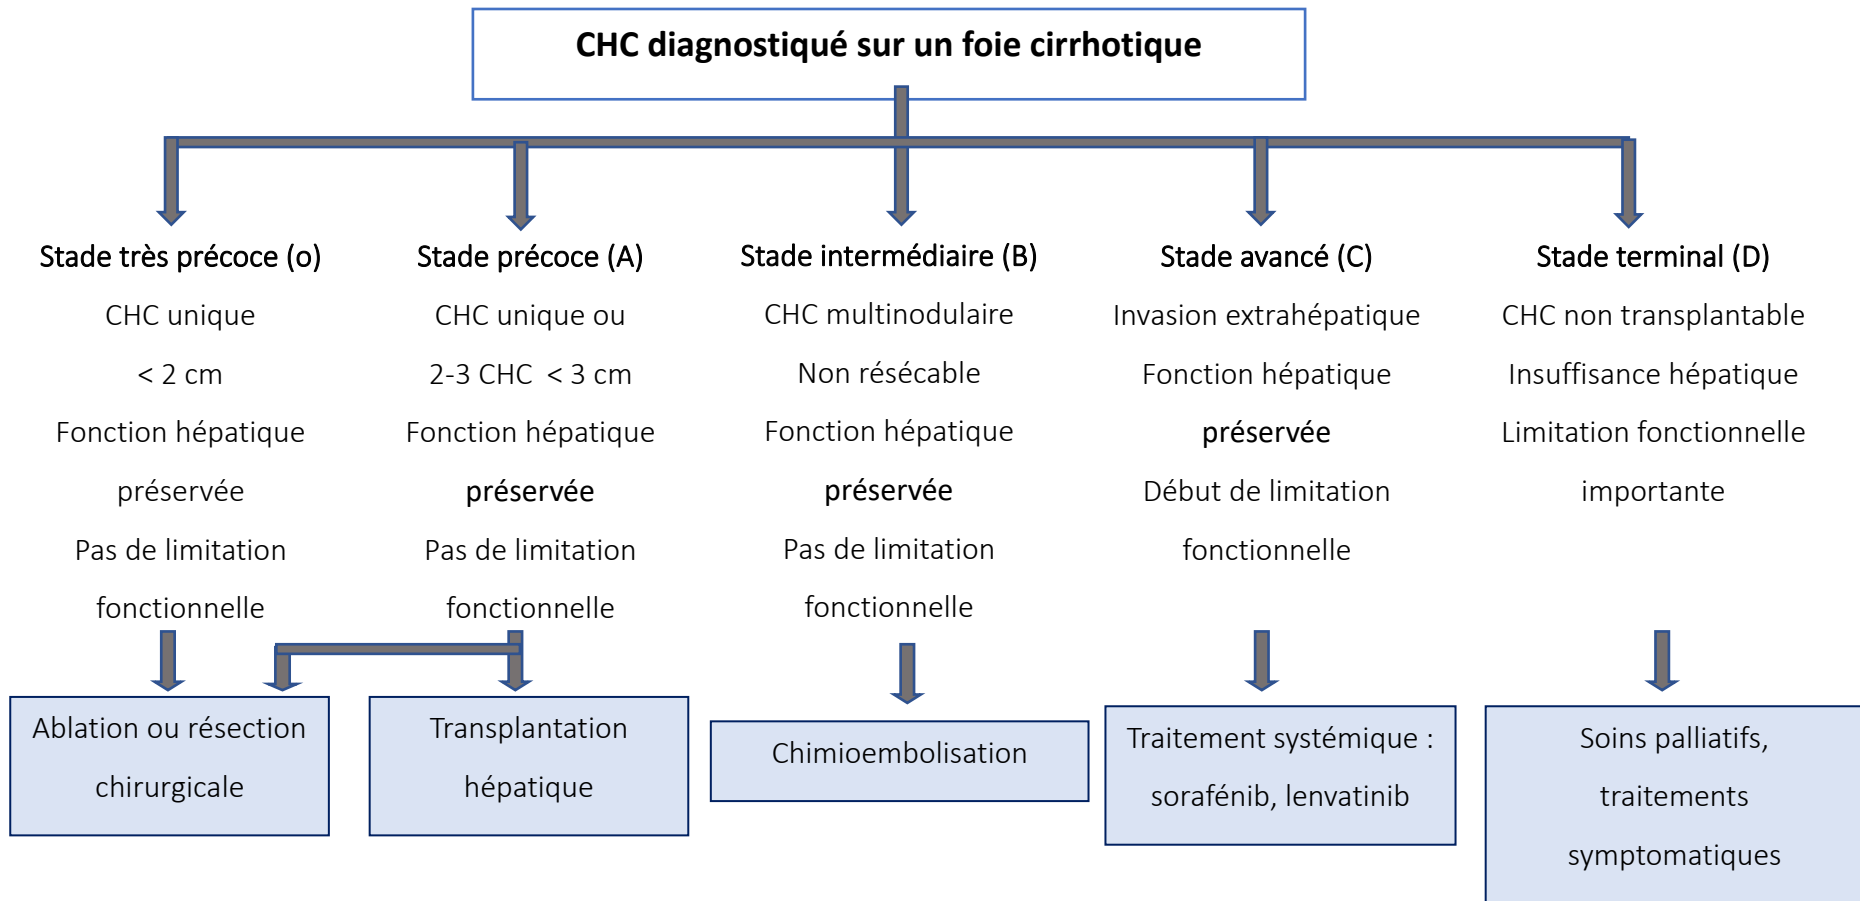 CHC diagnostiqué sur un foie cirrhotique
Stade très précoce (o)
CHC unique
< 2 cm
Fonction hépatique
préservée
Pas de limitation
fonctionnelle
Stade précoce (A)
CHC unique ou
2-3 CHC < 3 cm
Fonction hépatique
préservée
Pas de limitation
fonctionnelle
Stade intermédiaire (B)
CHC multinodulaire
Non résécable
Fonction hépatique
préservée
Pas de limitation
fonctionnelle
Stade avancé (C)
Invasion extrahépatique
Fonction hépatique
préservée
Début de limitation
fonctionnelle
Stade terminal (D)
CHC non transplantable
Insuffisance hépatique
Limitation fonctionnelle
importante
Ablation ou résection
chirurgicale
Transplantation
hépatique
Chimioembolisation
Traitement systémique :
sorafénib, lenvatinib
Soins palliatifs,
traitements
symptomatiques